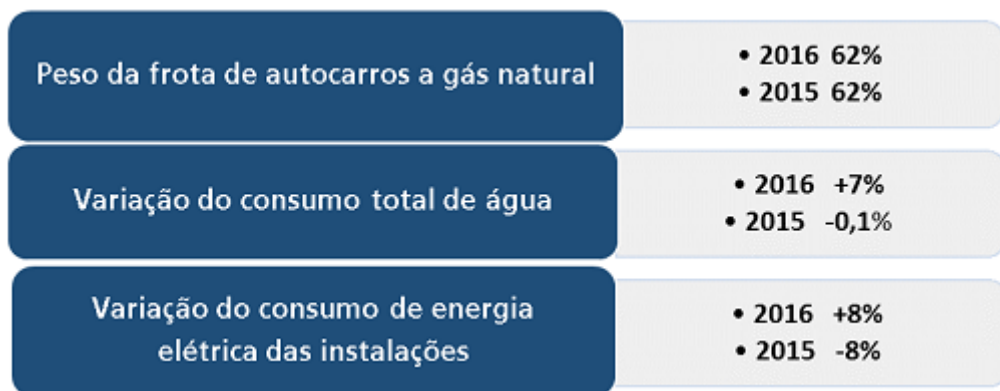 Peso da frota de autocarros a gás natural
• 2016 62%
• 2015 62%
Variação do consumo total de água
• 2016 +7%
• 2015 -0,1%
Variação do consumo de energia
elétrica das instalações
• 2016 +8%
• 2015 -8%